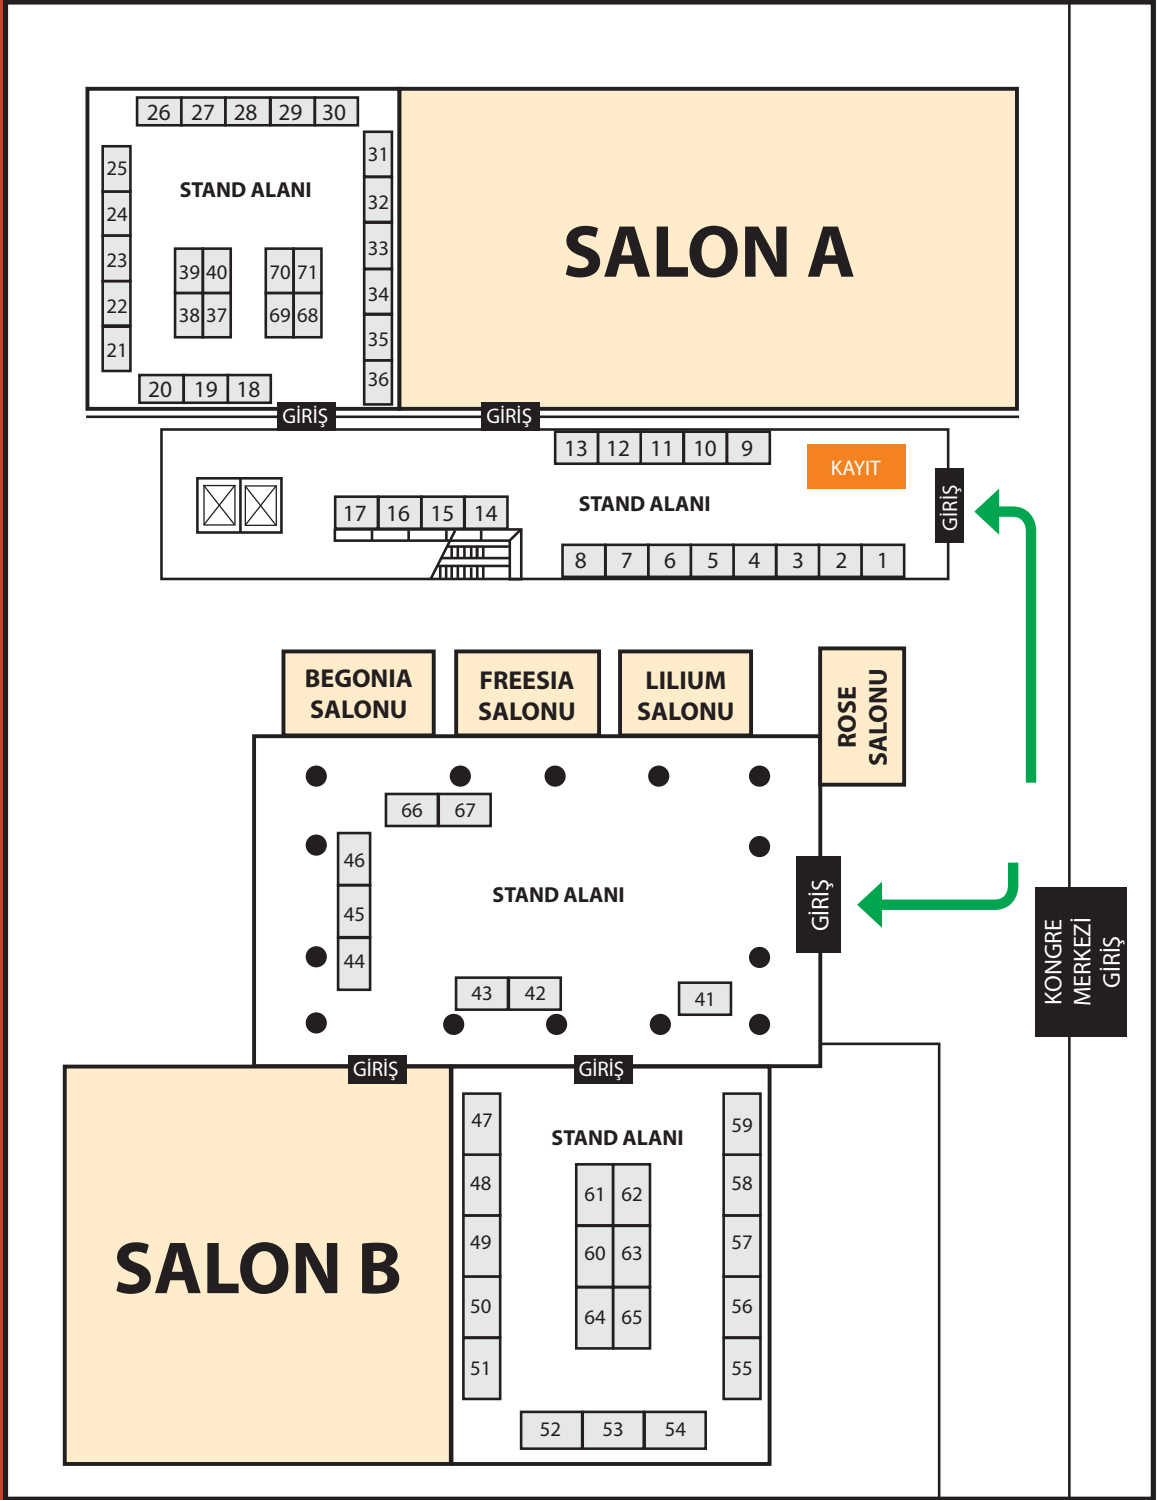 26 27 28 29 30
31
25
STAND ALANI
32
24
SALON A
33
23
39 40 70 71
34
22
38 37 69 68
35
21
36
20 19 18
GİRİŞ GİRİŞ
13 12 11 10 9
KAYIT
STAND ALANI
GİRİŞ
17 16 15 14
8 7 6 5 4 3 2 1
BEGONIA
SALONU
FREESIA
SALONU
LILIUM
SALONU
ROSE
SALONU
66 67
46
STAND ALANI
GİRİŞ
45
KONGRE
MERKEZİ
GİRİŞ
44
43 42
41
GİRİŞ GİRİŞ
47
59
STAND ALANI
48
61 62
58
49
60 63
57
SALON B
50
64 65
56
51
55
52 53 54